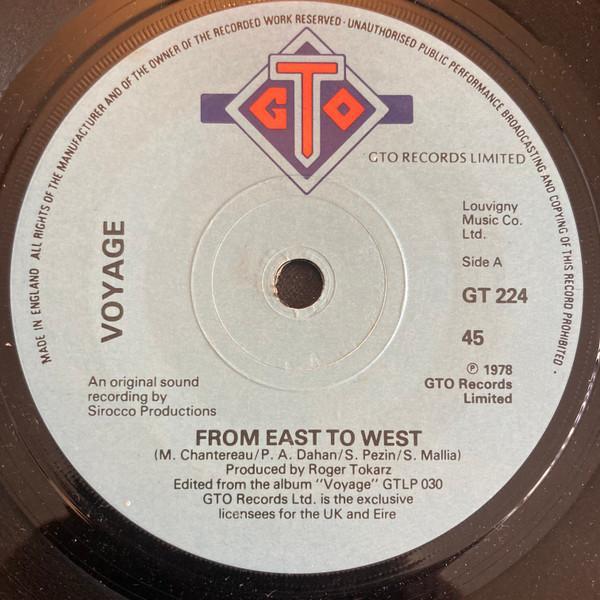 MADE IN ENGLAND ALL RIGHTS OF THE MANUFACTURER AND OF THE OWNER OF THE RECORDED WORK RESERVED · UNAUTHORISED PUBLIC PERFORMANCE BROADCASTING AND COPYING OF THIS RECORD PROHIBITED ·
GTO
GTO RECORDS LIMITED
VOYAGE
Louvigny
Music Co.
Ltd.
Side A
GT 224
45
℗ 1978
GTO Records
Limited
An original sound
recording by
Sirocco Productions
FROM EAST TO WEST
(M. Chantereau/P. A. Dahan/S. Pezin/S. Mallia)
Produced by Roger Tokarz
Edited from the album "Voyage" GTLP 030
GTO Records Ltd. is the exclusive
licensees for the UK and Eire